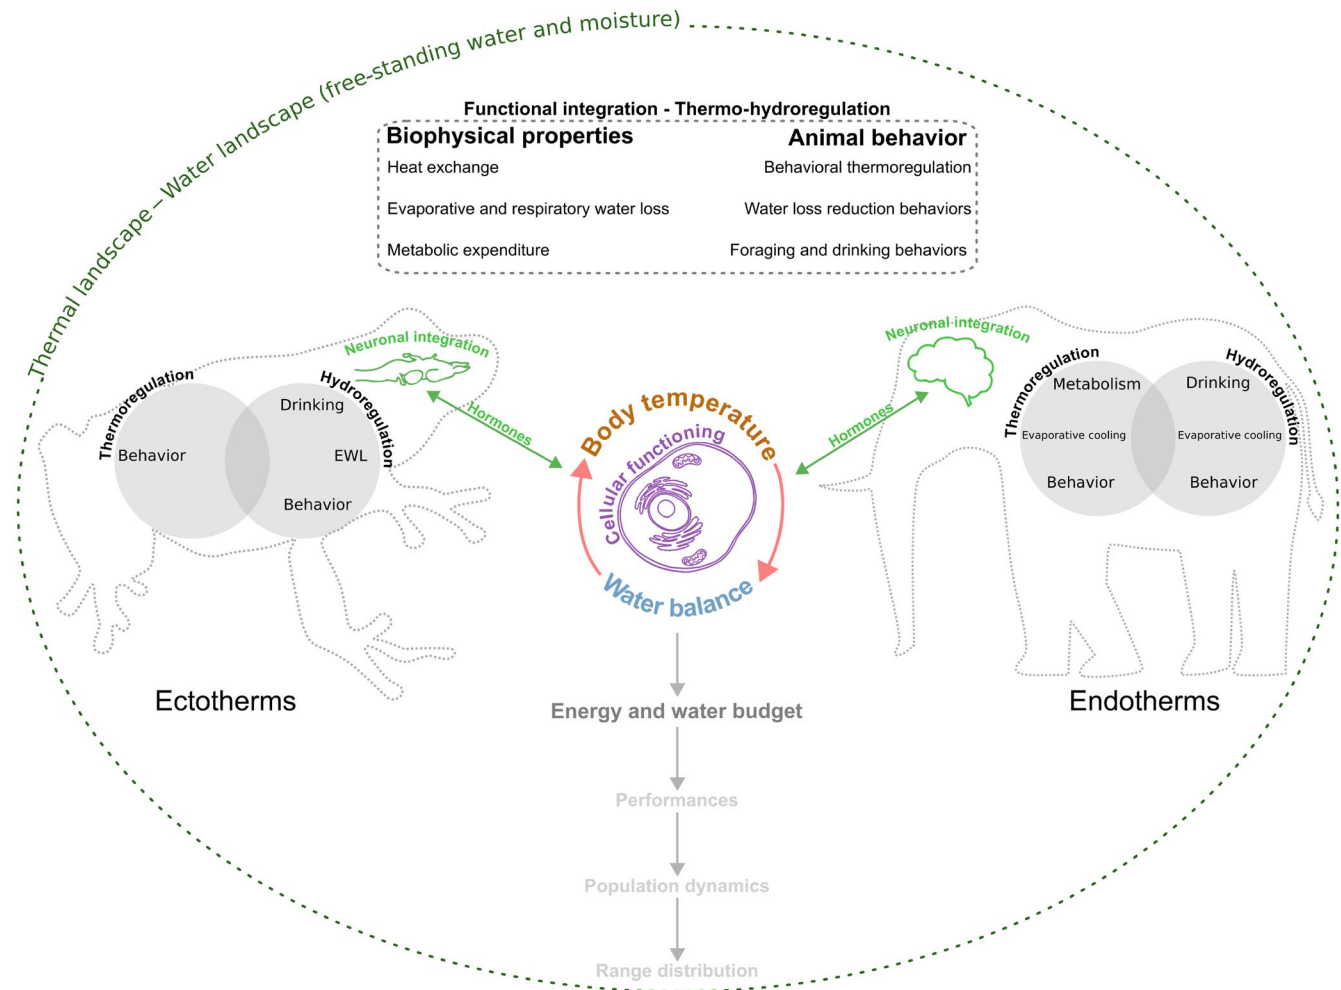 Thermal landscape – Water landscape (free-standing water and moisture)
Functional integration - Thermo-hydroregulation
Biophysical properties
Animal behavior
Heat exchange
Behavioral thermoregulation
Evaporative and respiratory water loss
Water loss reduction behaviors
Metabolic expenditure
Foraging and drinking behaviors
Neuronal integration
Thermoregulation
Hydroregulation
Drinking
Behavior
EWL
Behavior
Hormones
Ectotherms
Body temperature
Cellular functioning
Water balance
Neuronal integration
Hormones
Thermoregulation
Hydroregulation
Metabolism
Drinking
Evaporative cooling
Evaporative cooling
Behavior
Behavior
Endotherms
Energy and water budget
Performances
Population dynamics
Range distribution